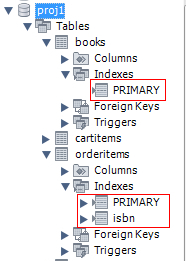 proj1
Tables
books
Columns
Indexes
PRIMARY
Foreign Keys
Triggers
cartitems
orderitems
Columns
Indexes
PRIMARY
isbn
Foreign Keys
Triggers